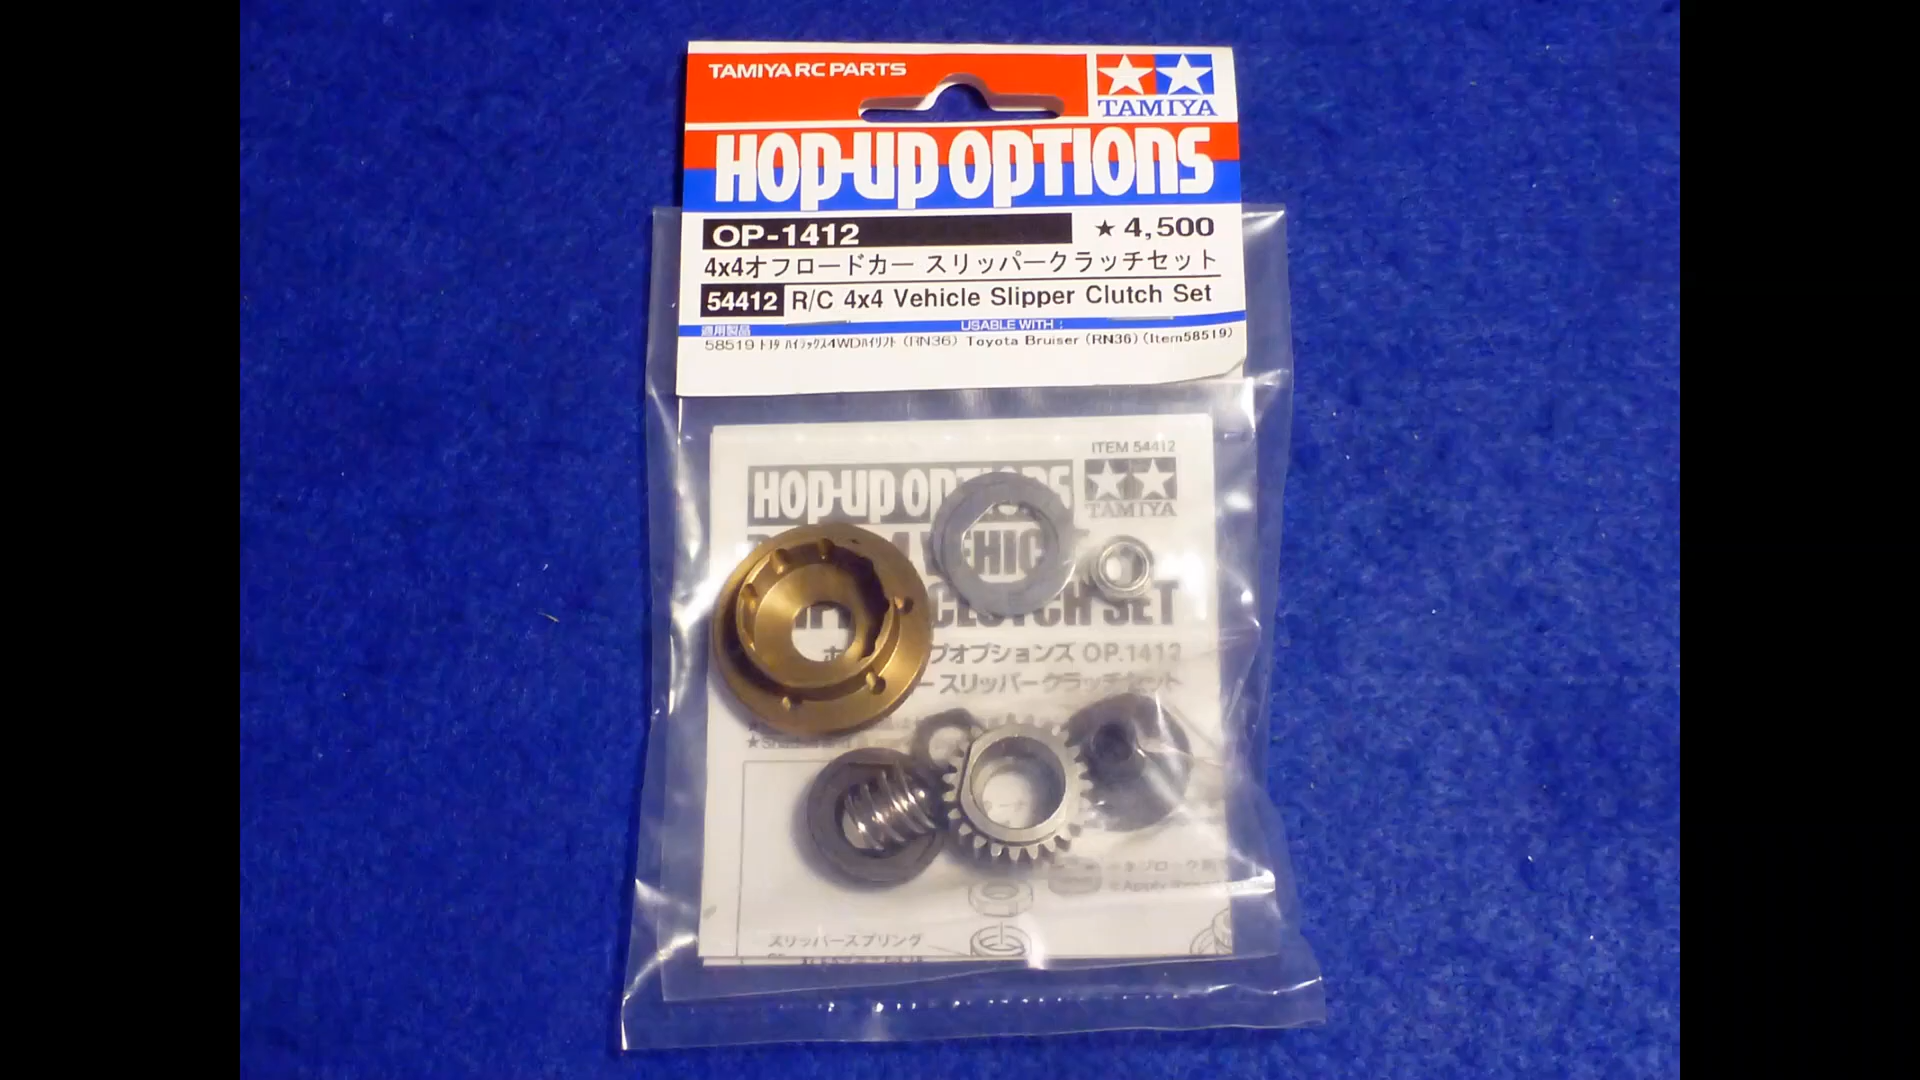 TAMIYA RC PARTS
TAMIYA
HOP-UP OPTIONS
OP-1412
★ 4,500
4x4オフロードカー スリッパークラッチセット
54412 R/C 4x4 Vehicle Slipper Clutch Set
適用製品 USABLE WITH :
58519 トヨタ ハイラックス4WDハイリフト (RN36) Toyota Bruiser (RN36) (Item58519)
ITEM 54412
HOP-UP OPTIONS
TAMIYA
VEHICLE
CLUTCH SET
プオプションズ OP.1412
ー スリッパークラッチセット
スリッパースプリング